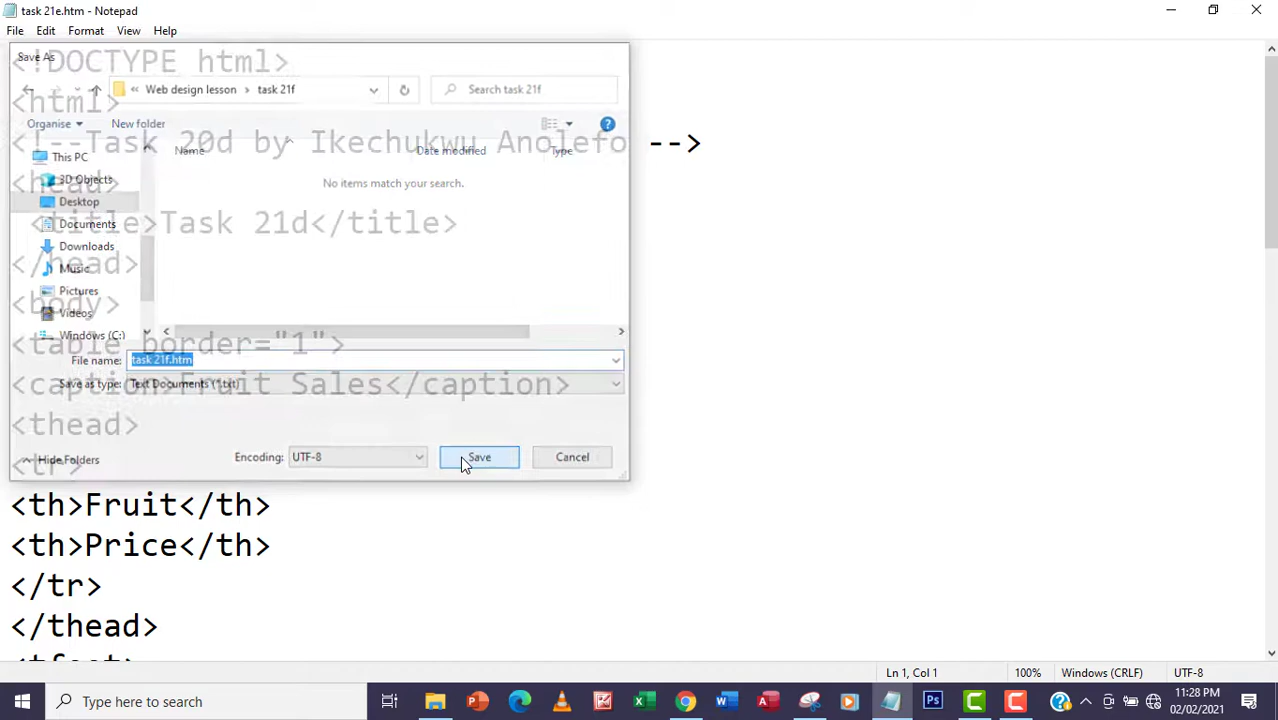 task 21e.htm - Notepad
File Edit Format View Help
Save As
<!DOCTYPE html>
Web design lesson › task 21f
Search task 21f
<html>
Organise New folder
<!--Task 20d by Ikechukwu Anolefo -->
Name Date modified Type
This PC
No items match your search.
<head>
3D Objects
Desktop
Documents
<title>Task 21d</title>
Downloads
</head>
Music
Pictures
<body>
Videos
Windows (C:)
<table border="1">
File name: task 21f.htm
Save as type: Text Documents (*.txt)
<caption>Fruit Sales</caption>
<thead>
Hide Folders
Encoding: UTF-8 Save Cancel
<tr>
<th>Fruit</th>
<th>Price</th>
</tr>
</thead>
<tfoot>
Ln 1, Col 1 100% Windows (CRLF) UTF-8
Type here to search
11:28 PM
02/02/2021